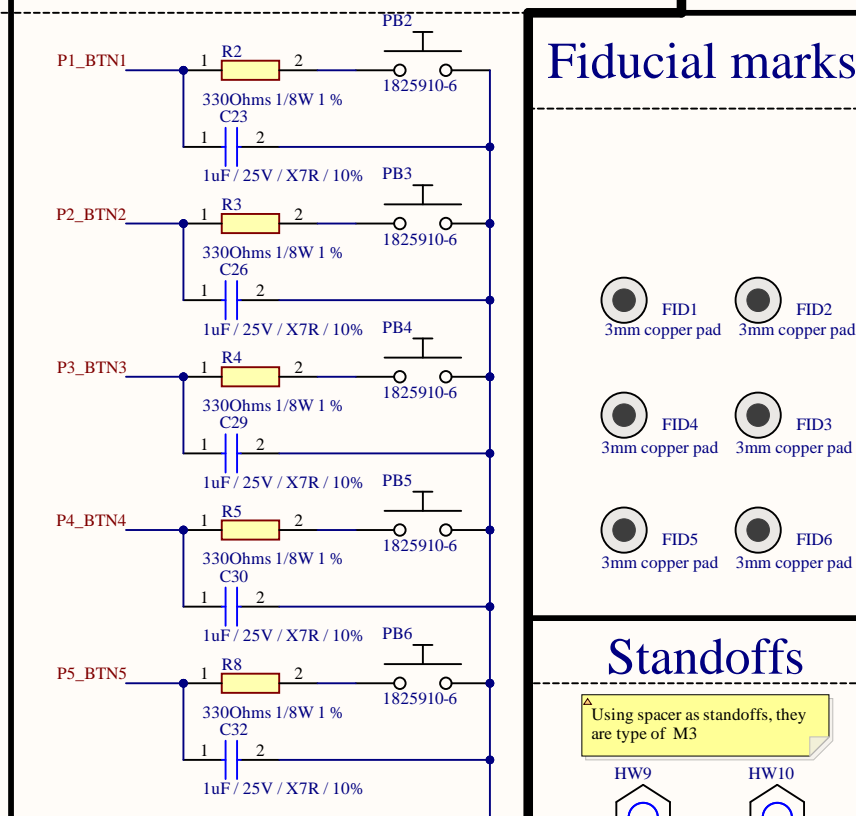 PB2
P1_BTN1
1
R2
2
1825910-6
330Ohms 1/8W 1 %
C23
1
2
1uF / 25V / X7R / 10%
PB3
P2_BTN2
1
R3
2
1825910-6
330Ohms 1/8W 1 %
C26
1
2
1uF / 25V / X7R / 10%
PB4
P3_BTN3
1
R4
2
1825910-6
330Ohms 1/8W 1 %
C29
1
2
1uF / 25V / X7R / 10%
PB5
P4_BTN4
1
R5
2
1825910-6
330Ohms 1/8W 1 %
C30
1
2
1uF / 25V / X7R / 10%
PB6
P5_BTN5
1
R8
2
1825910-6
330Ohms 1/8W 1 %
C32
1
2
1uF / 25V / X7R / 10%
Fiducial marks
FID1
3mm copper pad
FID2
3mm copper pad
FID4
3mm copper pad
FID3
3mm copper pad
FID5
3mm copper pad
FID6
3mm copper pad
Standoffs
Using spacer as standoffs, they
are type of M3
HW9
HW10